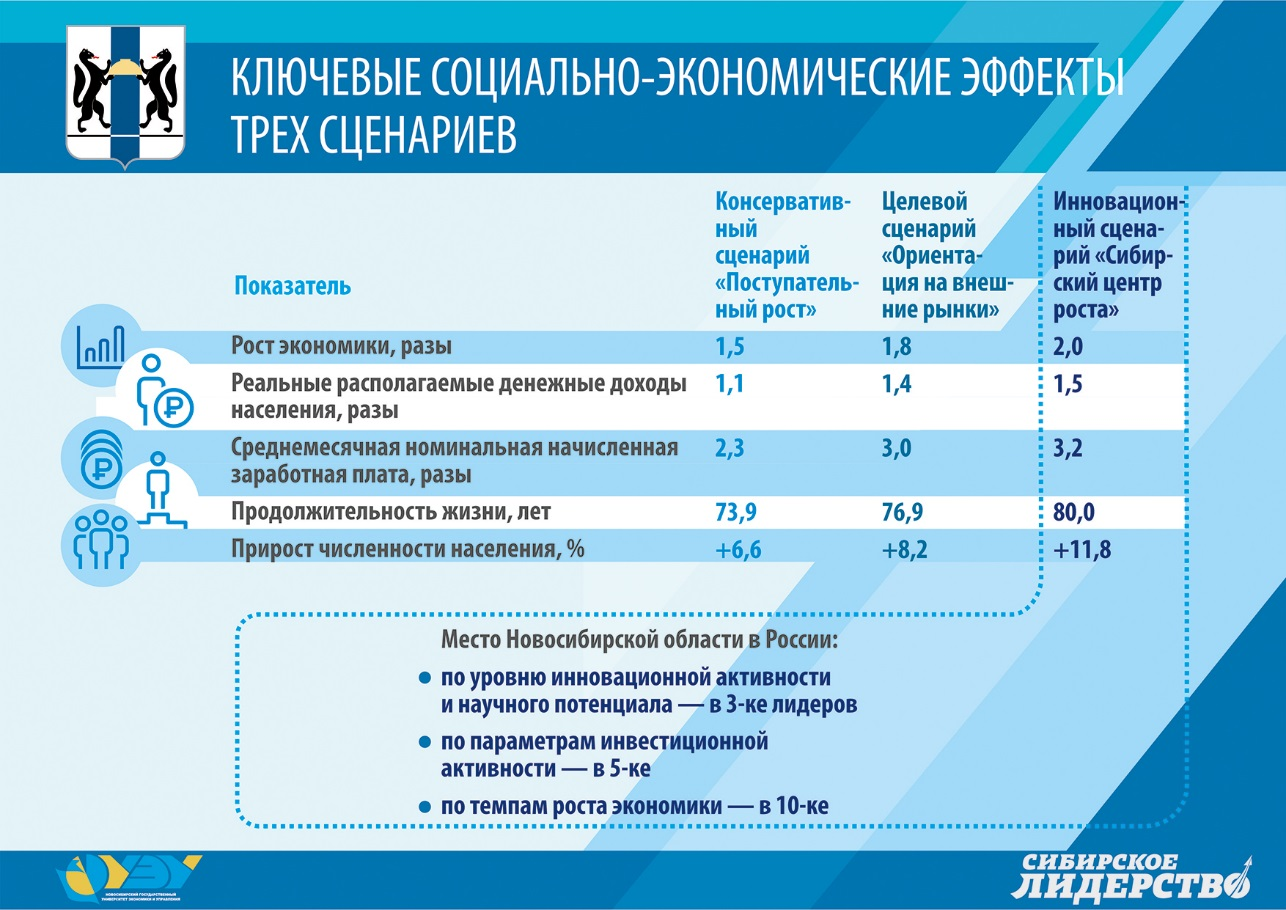 КЛЮЧЕВЫЕ СОЦИАЛЬНО-ЭКОНОМИЧЕСКИЕ ЭФФЕКТЫ
ТРЕХ СЦЕНАРИЕВ
Показатель
Консерватив-
ный
сценарий
«Поступатель-
ный рост»
Целевой
сценарий
«Ориента-
ция на внеш-
ние рынки»
Инновацион-
ный сцена-
рий «Сибир-
ский центр
роста»
Рост экономики, разы 1,5 1,8 2,0
Реальные располагаемые денежные доходы
населения, разы 1,1 1,4 1,5
Среднемесячная номинальная начисленная
заработная плата, разы 2,3 3,0 3,2
Продолжительность жизни, лет 73,9 76,9 80,0
Прирост численности населения, % +6,6 +8,2 +11,8
Место Новосибирской области в России:
• по уровню инновационной активности
и научного потенциала — в 3-ке лидеров
• по параметрам инвестиционной
активности — в 5-ке
• по темпам роста экономики — в 10-ке
НОВОСИБИРСКИЙ ГОСУДАРСТВЕННЫЙ
УНИВЕРСИТЕТ ЭКОНОМИКИ И УПРАВЛЕНИЯ
СИБИРСКОЕ
ЛИДЕРСТВО